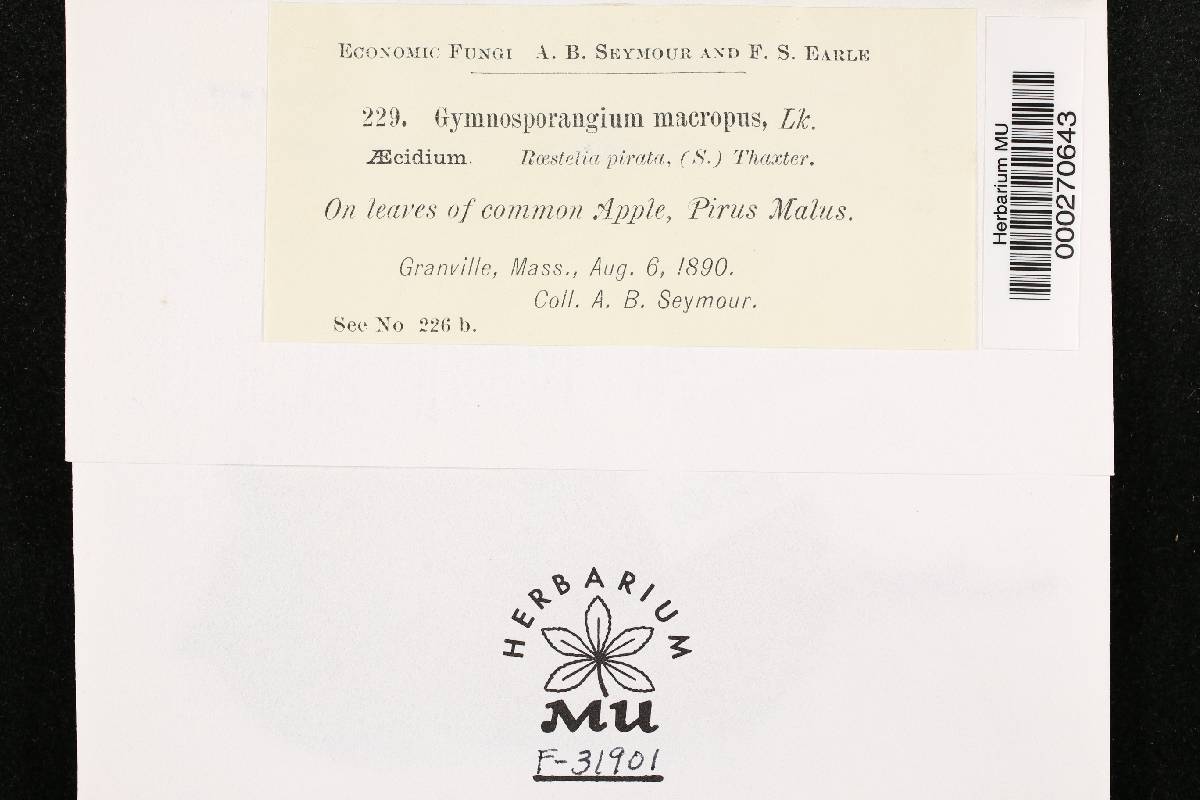 ECONOMIC FUNGI A. B. SEYMOUR AND F. S. EARLE
229. Gymnosporangium macropus, Lk.
Æcidium. Rœstelia pirata, (S.) Thaxter.
On leaves of common Apple, Pirus Malus.
Granville, Mass., Aug. 6, 1890.
Coll. A. B. Seymour.
See No 226 b.
Herbarium MU
000270643
HERBARIUM
MU
F-31901